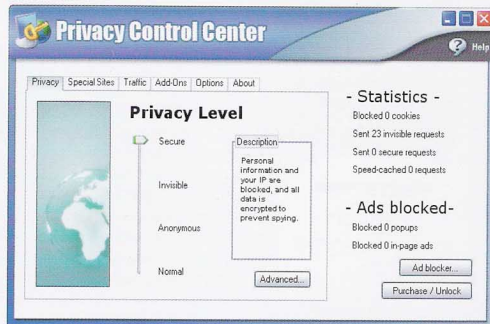 Privacy Control Center
Help
Privacy
Special Sites
Traffic
Add-Ons
Options
About
Privacy Level
Secure
Invisible
Anonymous
Normal
Description
Personal
information and
your IP are
blocked, and all
data is
encrypted to
prevent spying.
Advanced...
- Statistics -
Blocked 0 cookies
Sent 23 invisible requests
Sent 0 secure requests
Speed-cached 0 requests
- Ads blocked-
Blocked 0 popups
Blocked 0 in-page ads
Ad blocker...
Purchase / Unlock